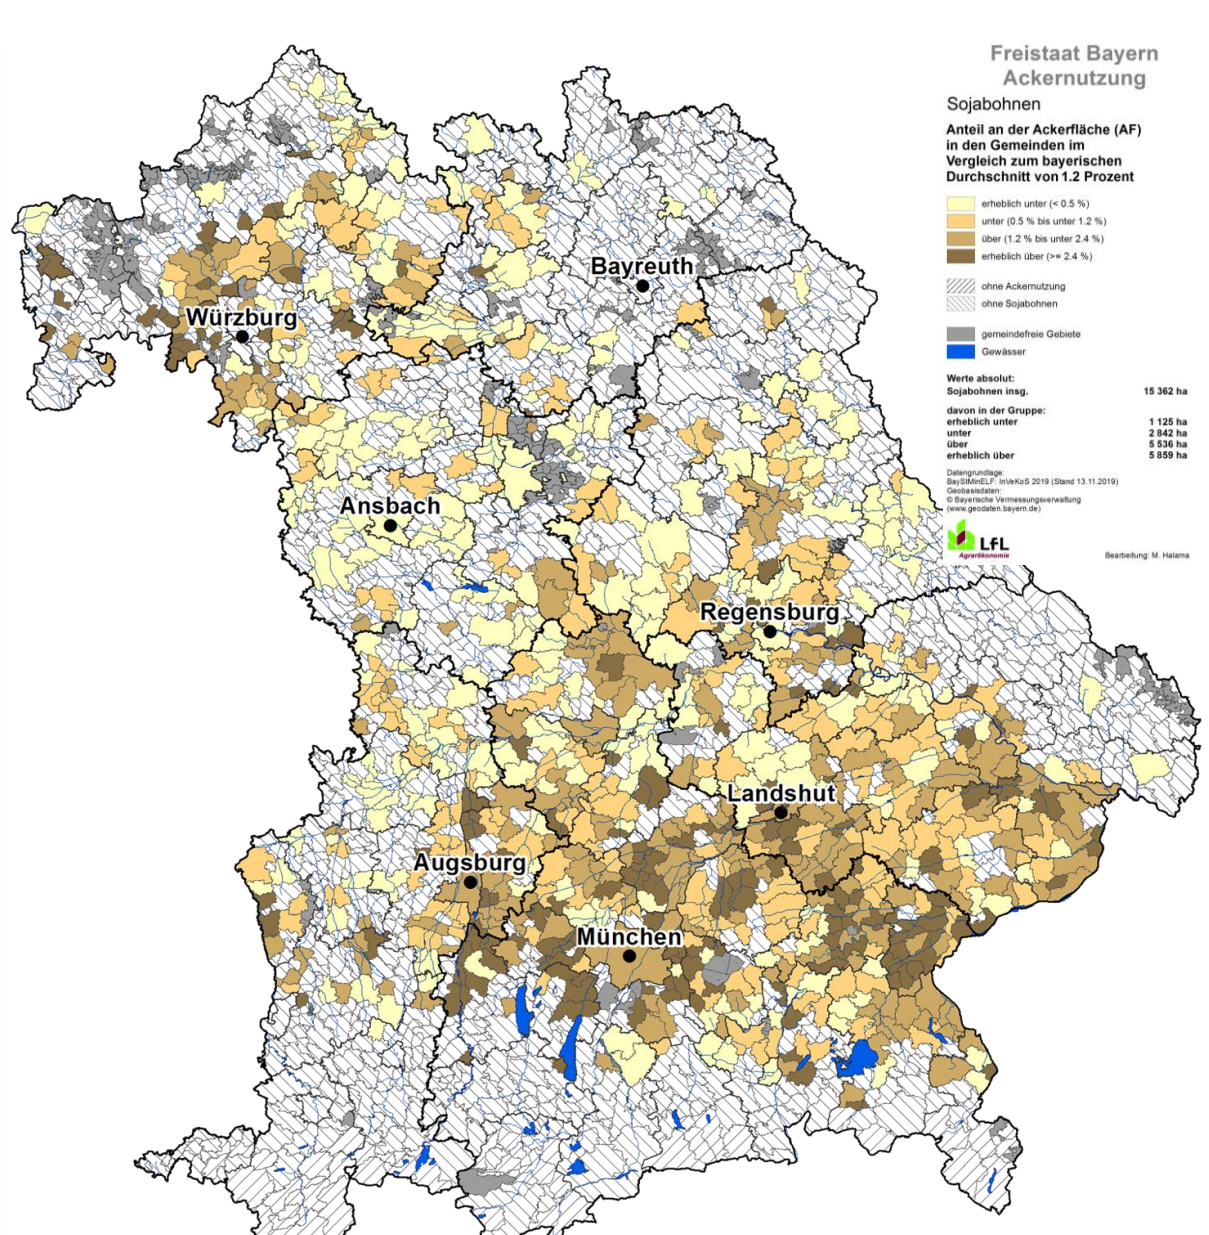 Freistaat Bayern
Ackernutzung
Sojabohnen
Anteil an der Ackerfläche (AF)
in den Gemeinden im
Vergleich zum bayerischen
Durchschnitt von 1.2 Prozent
erheblich unter (< 0.5 %)
unter (0.5 % bis unter 1.2 %)
über (1.2 % bis unter 2.4 %)
erheblich über (>= 2.4 %)
ohne Ackernutzung
ohne Sojabohnen
gemeindefreie Gebiete
Gewässer
Werte absolut:
Sojabohnen insg. 15 362 ha
davon in der Gruppe:
erheblich unter 1 125 ha
unter 2 842 ha
über 5 536 ha
erheblich über 5 859 ha
Datengrundlage:
BayStMinELF: InVeKoS 2019 (Stand 13.11.2019)
Geobasisdaten:
© Bayerische Vermessungsverwaltung
(www.geodaten.bayern.de)
LfL
Agrarökonomie
Bearbeitung: M. Halama
Bayreuth
Würzburg
Ansbach
Regensburg
Landshut
Augsburg
München